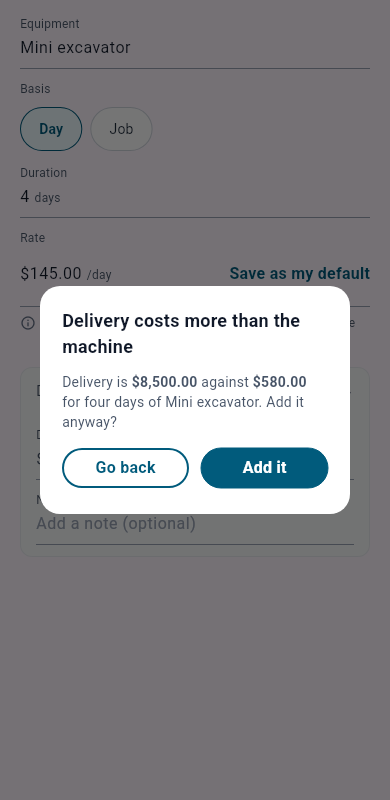 Equipment
Mini excavator
Basis
Day
Job
Duration
4 days
Rate
$145.00 /day
Save as my default
Delivery costs more than the
machine
Delivery is $8,500.00 against $580.00
for four days of Mini excavator. Add it
anyway?
Go back
Add it
Add a note (optional)